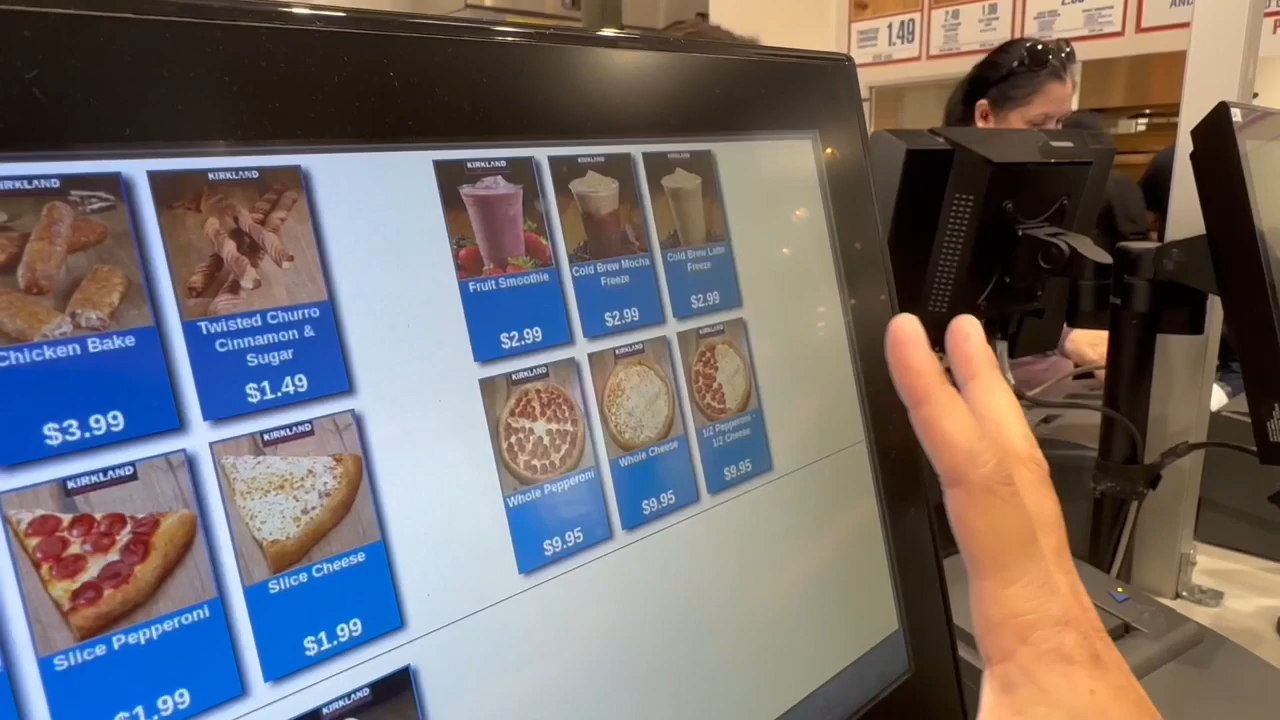 1.49
KIRKLAND
Chicken Bake
$3.99
KIRKLAND
Twisted Churro
Cinnamon &
Sugar
$1.49
KIRKLAND
Fruit Smoothie
$2.99
KIRKLAND
Cold Brew Mocha
Freeze
$2.99
KIRKLAND
Cold Brew Latte
Freeze
$2.99
KIRKLAND
Slice Pepperoni
$1.99
KIRKLAND
Slice Cheese
$1.99
KIRKLAND
Whole Pepperoni
$9.95
KIRKLAND
Whole Cheese
$9.95
KIRKLAND
1/2 Pepperoni -
1/2 Cheese
$9.95
KIRKLAND